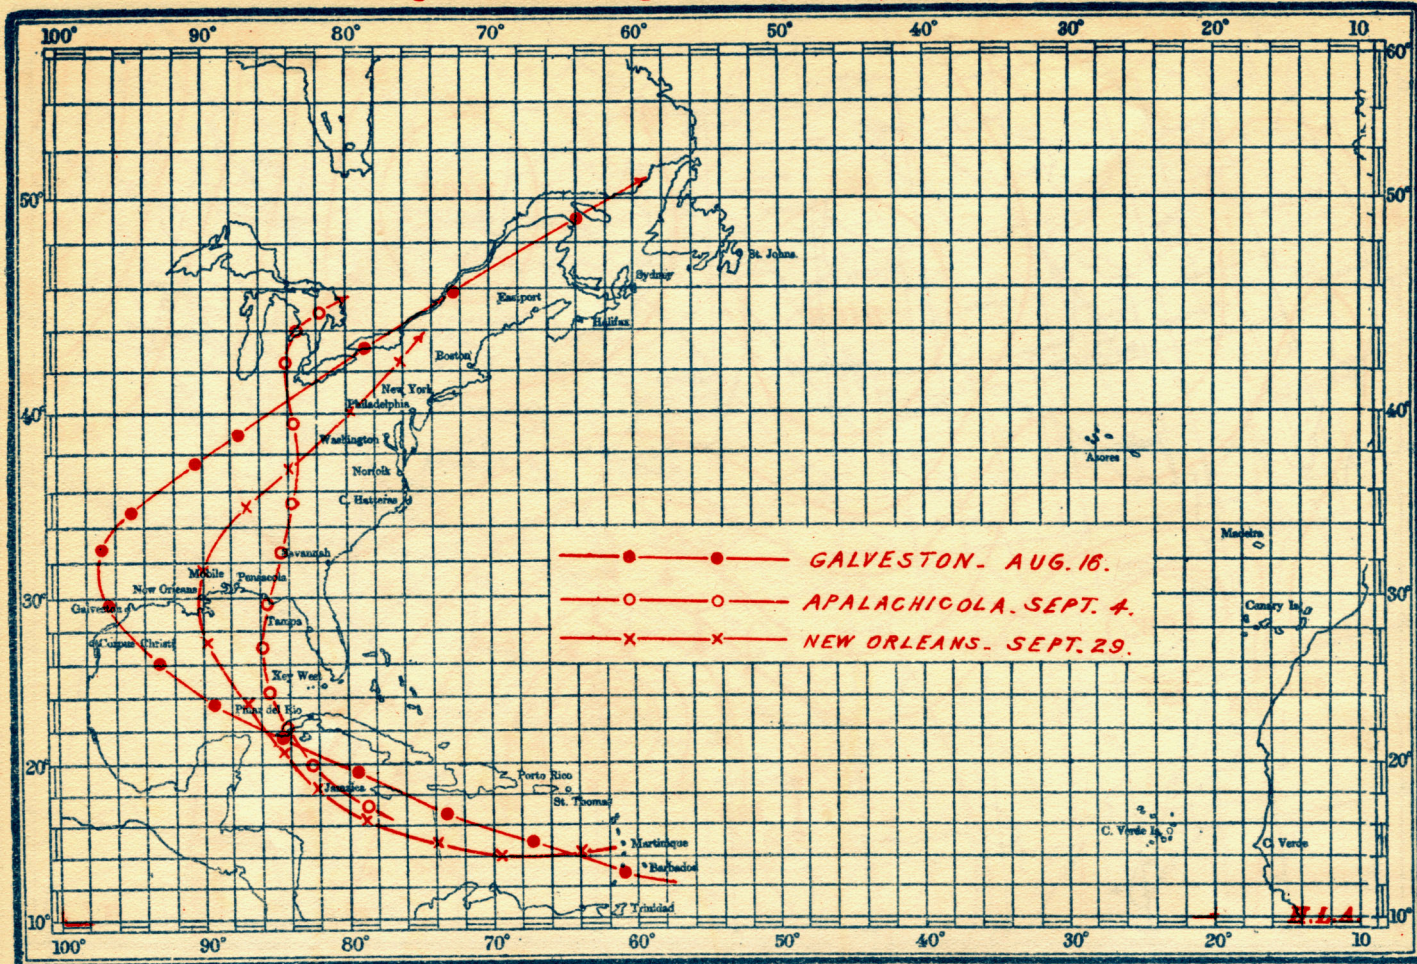 100° 90° 80° 70° 60° 50° 40° 30° 20° 10
60°
50° 50°
St. Johns.
Sydney
Eastport
Halifax
Boston
New York
40° Philadelphia 40°
Washington
Azores
Norfolk
C. Hatteras
Madeira
Savannah
GALVESTON- AUG. 16.
Mobile Pensacola
New Orleans
30° 30°
APALACHICOLA. SEPT. 4.
Galveston
Canary Is.
Tampa
NEW ORLEANS- SEPT. 29.
Corpus Christi
Key West
Pinar del Rio
20° 20°
Porto Rico
Jamaica
St. Thomas
C. Verde Is.
Martinique C. Verde
Barbados
Trinidad
H.L.A.
10° 10°
100° 90° 80° 70° 60° 50° 40° 30° 20° 10